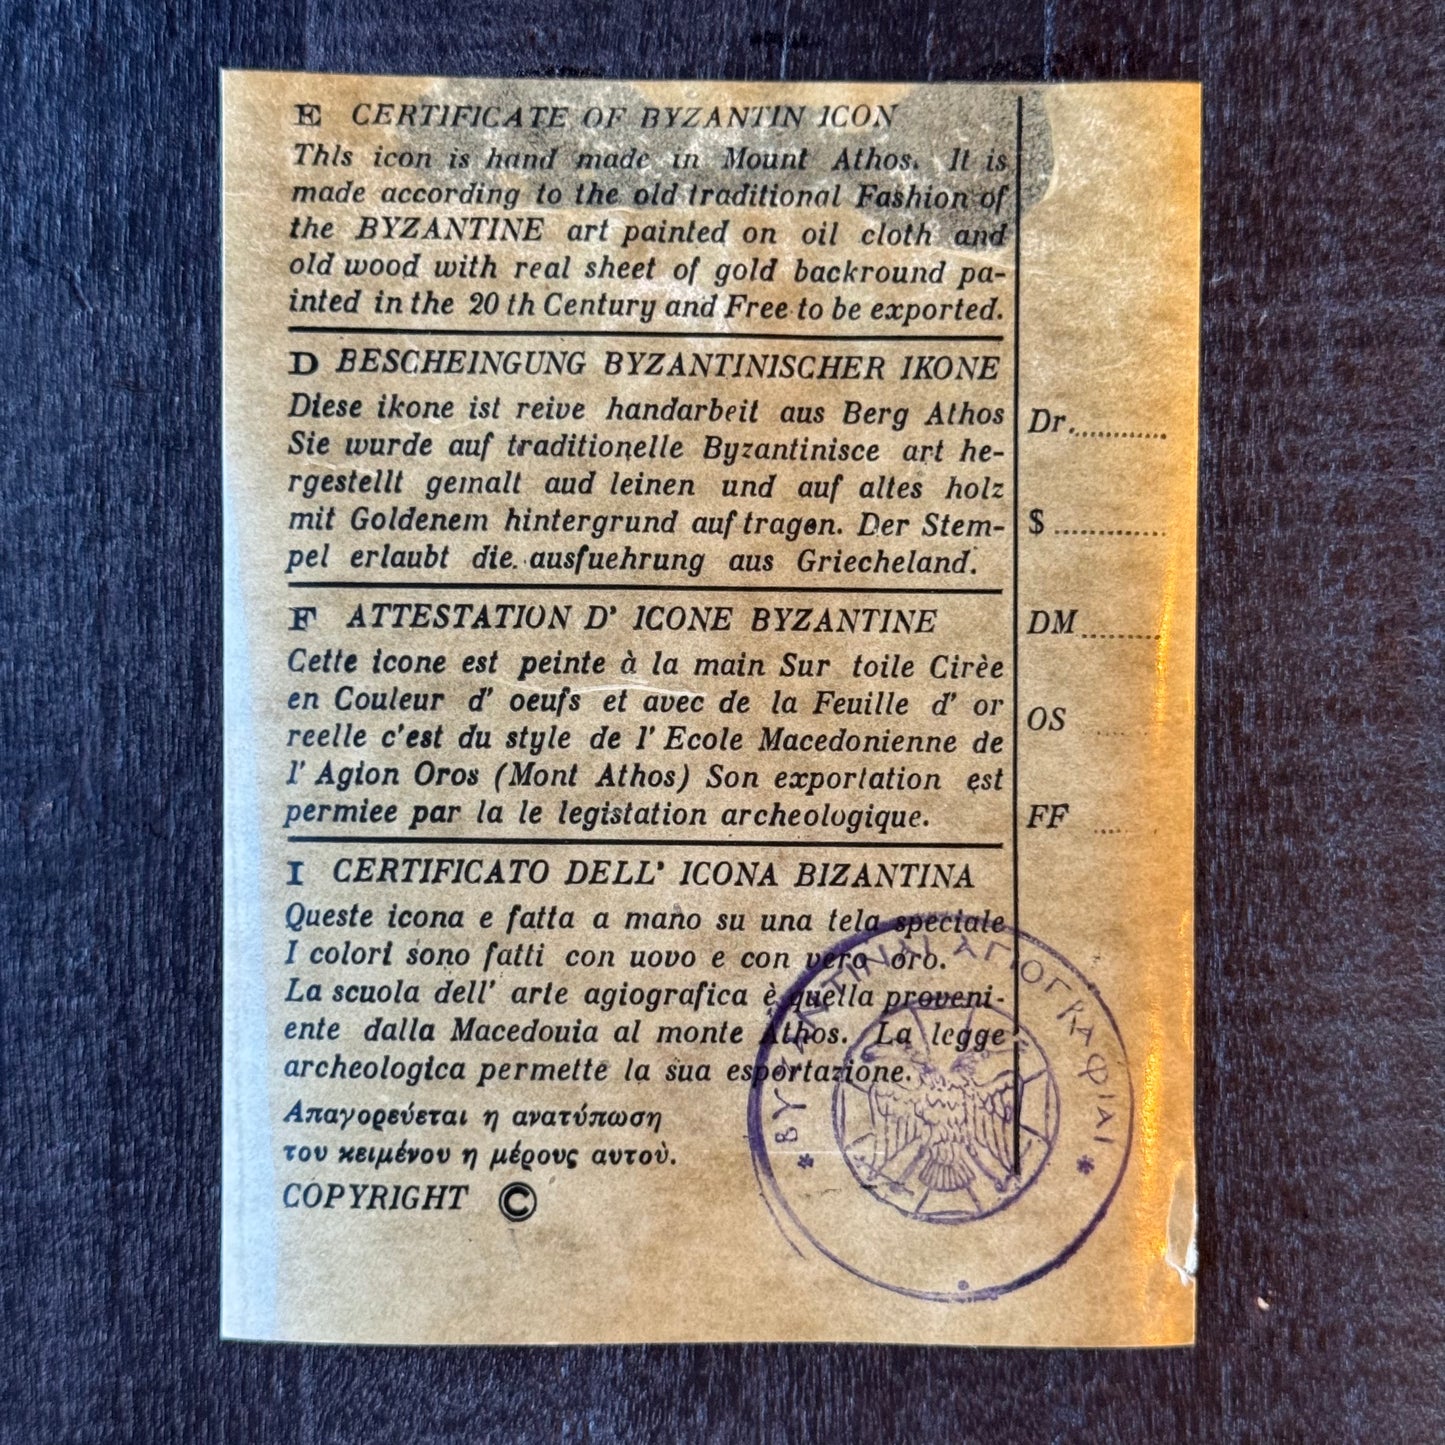 E CERTIFICATE OF BYZANTIN ICON
Thls icon is hand made in Mount Athos. It is
made according to the old traditional Fashion of
the BYZANTINE art painted on oil cloth and
old wood with real sheet of gold backround pa-
inted in the 20 th Century and Free to be exported.
D BESCHEINGUNG BYZANTINISCHER IKONE
Diese ikone ist reive handarbeit aus Berg Athos
Sie wurde auf traditionelle Byzantinisce art he-
rgestellt gemalt aud leinen und auf altes holz
mit Goldenem hintergrund auf tragen. Der Stem-
pel erlaubt die. ausfuehrung aus Griecheland.
F ATTESTATION D' ICONE BYZANTINE
Cette icone est peinte à la main Sur toile Cirèe
en Couleur d' oeufs et avec de la Feuille d' or
reelle c'est du style de l' Ecole Macedonienne de
l' Agion Oros (Mont Athos) Son exportation est
permiee par la le legistation archeologique.
I CERTIFICATO DELL' ICONA BIZANTINA
Queste icona e fatta a mano su una tela speciale
I colori sono fatti con uovo e con vero oro.
La scuola dell' arte agiografica è quella proveni-
ente dalla Macedouia al monte Athos. La legge
archeologica permette la sua esportazione.
Απαγορεύεται η ανατύπωση
του κειμένου η μέρους αυτού.
COPYRIGHT ©
Dr.............
$ .............
DM...........
OS ........
FF ........
* ΒΥΖΑΝΤΙΝΑΙ ΑΓΙΟΓΡΑΦΙΑΙ *